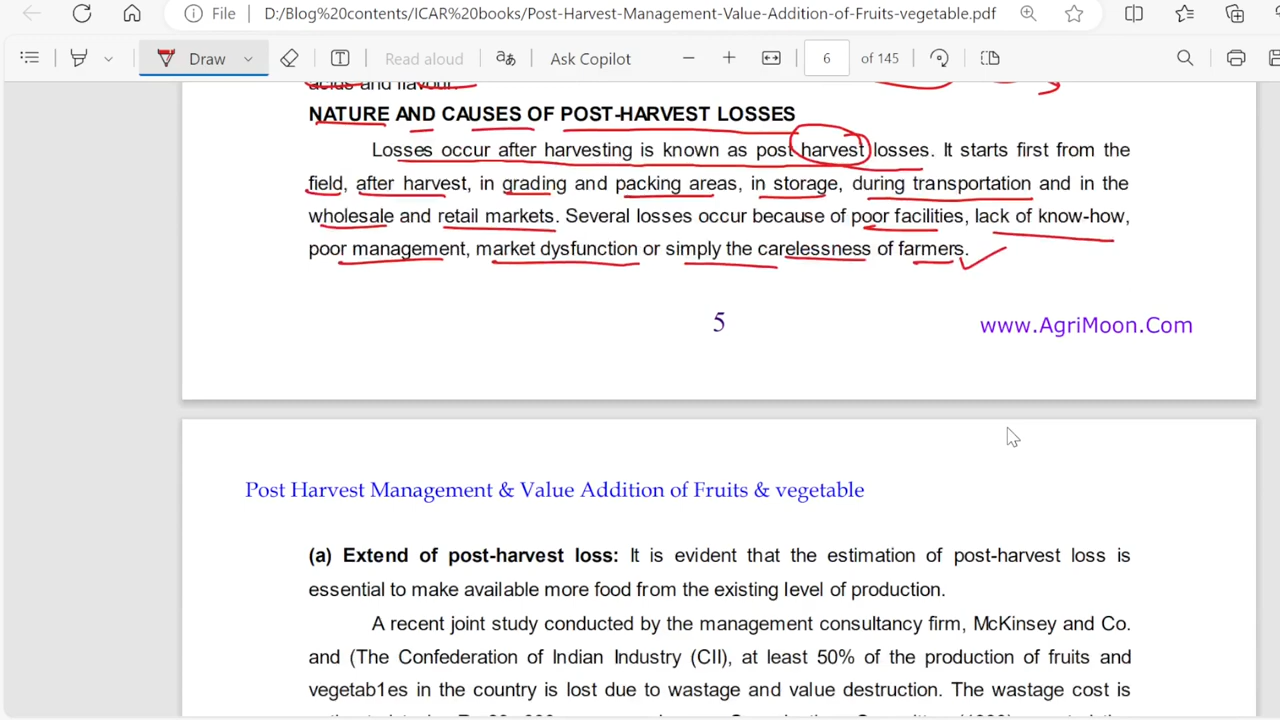 File D:/Blog%20contents/ICAR%20books/Post-Harvest-Management-Value-Addition-of-Fruits-vegetable.pdf
Draw Read aloud Ask Copilot 6 of 145
acids and flavour.
NATURE AND CAUSES OF POST-HARVEST LOSSES
Losses occur after harvesting is known as post harvest losses. It starts first from the
field, after harvest, in grading and packing areas, in storage, during transportation and in the
wholesale and retail markets. Several losses occur because of poor facilities, lack of know-how,
poor management, market dysfunction or simply the carelessness of farmers.
5
www.AgriMoon.Com
Post Harvest Management & Value Addition of Fruits & vegetable
(a) Extend of post-harvest loss: It is evident that the estimation of post-harvest loss is
essential to make available more food from the existing level of production.
A recent joint study conducted by the management consultancy firm, McKinsey and Co.
and (The Confederation of Indian Industry (CII), at least 50% of the production of fruits and
vegetab1es in the country is lost due to wastage and value destruction. The wastage cost is